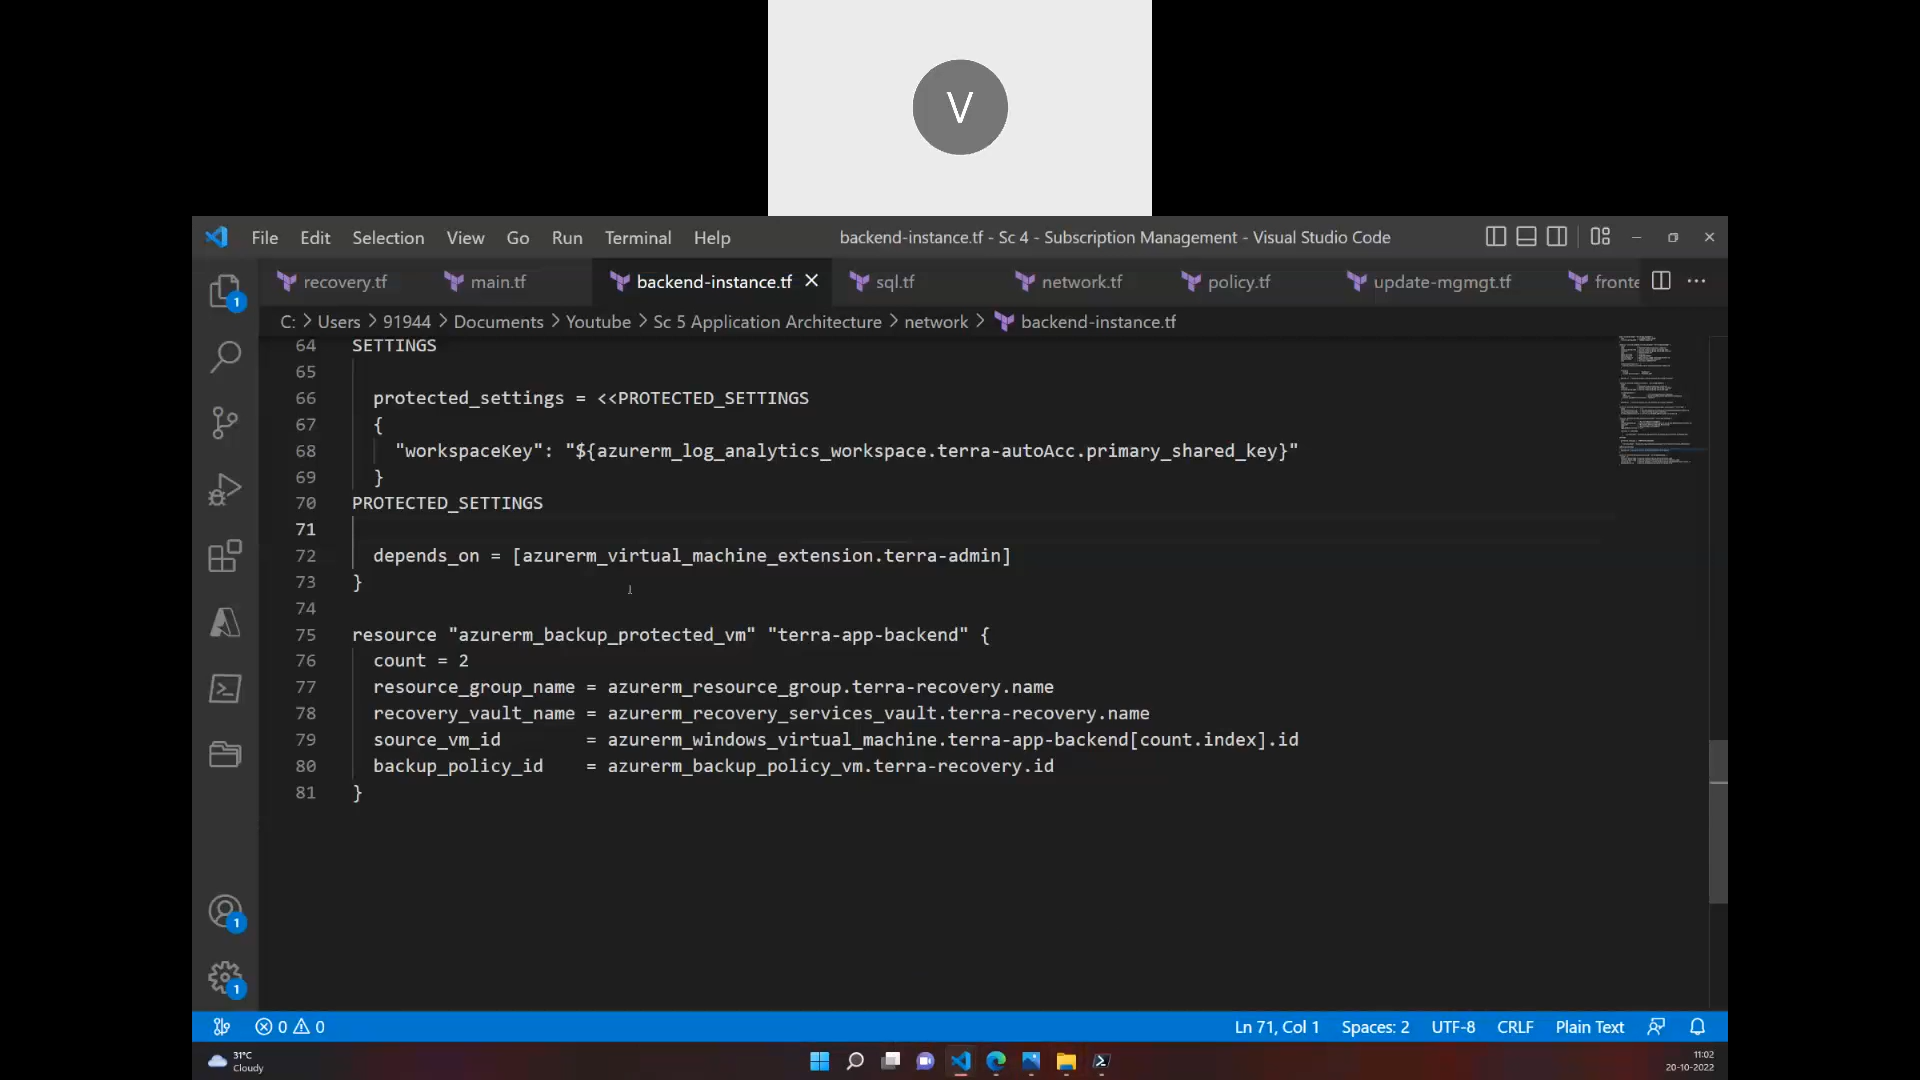 V
File Edit Selection View Go Run Terminal Help backend-instance.tf - Sc 4 - Subscription Management - Visual Studio Code
recovery.tf main.tf backend-instance.tf sql.tf network.tf policy.tf update-mgmgt.tf fronte
C: > Users > 91944 > Documents > Youtube > Sc 5 Application Architecture > network > backend-instance.tf
64 SETTINGS
65
66 protected_settings = <<PROTECTED_SETTINGS
67 {
68 "workspaceKey": "${azurerm_log_analytics_workspace.terra-autoAcc.primary_shared_key}"
69 }
70 PROTECTED_SETTINGS
71
72 depends_on = [azurerm_virtual_machine_extension.terra-admin]
73 }
74
75 resource "azurerm_backup_protected_vm" "terra-app-backend" {
76 count = 2
77 resource_group_name = azurerm_resource_group.terra-recovery.name
78 recovery_vault_name = azurerm_recovery_services_vault.terra-recovery.name
79 source_vm_id = azurerm_windows_virtual_machine.terra-app-backend[count.index].id
80 backup_policy_id = azurerm_backup_policy_vm.terra-recovery.id
81 }
1
1
1
0 0 Ln 71, Col 1 Spaces: 2 UTF-8 CRLF Plain Text
31°C
Cloudy
11:02
20-10-2022